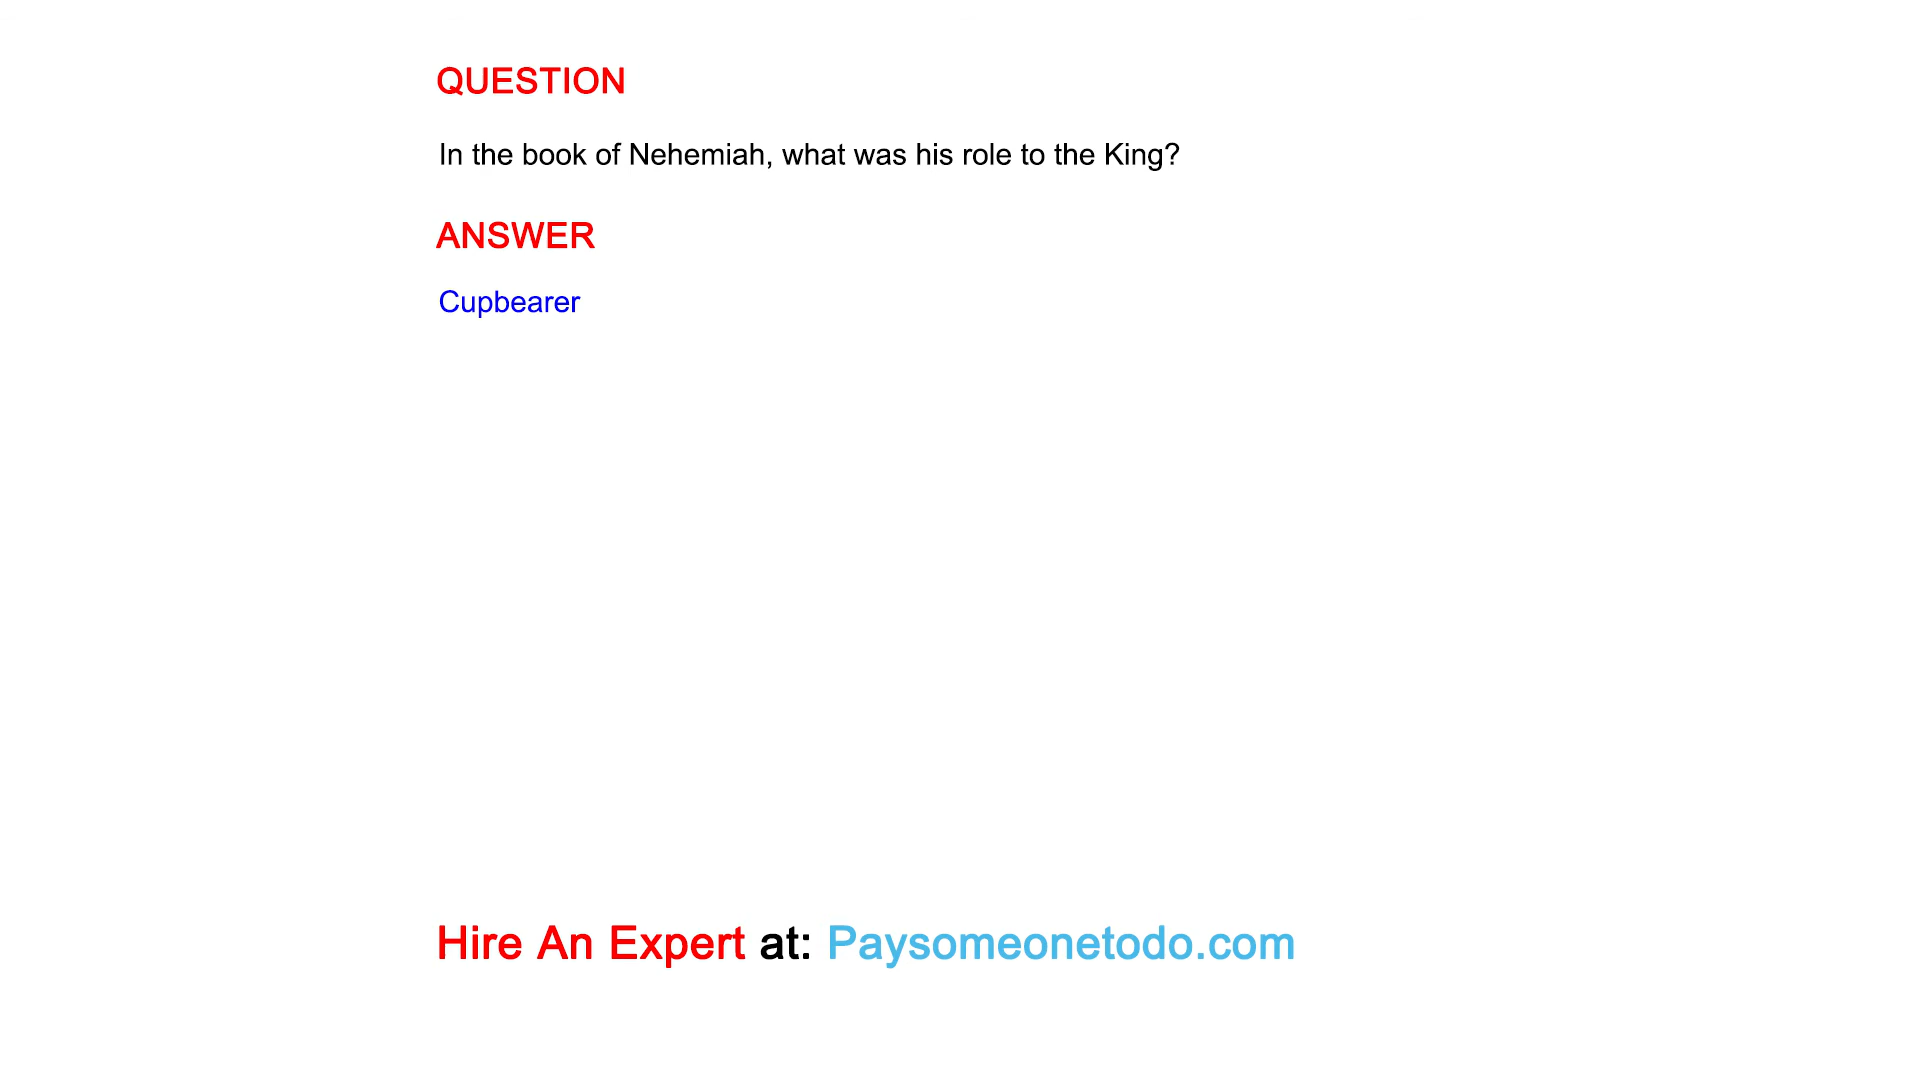 QUESTION
In the book of Nehemiah, what was his role to the King?
ANSWER
Cupbearer
Hire An Expert at: Paysomeonetodo.com